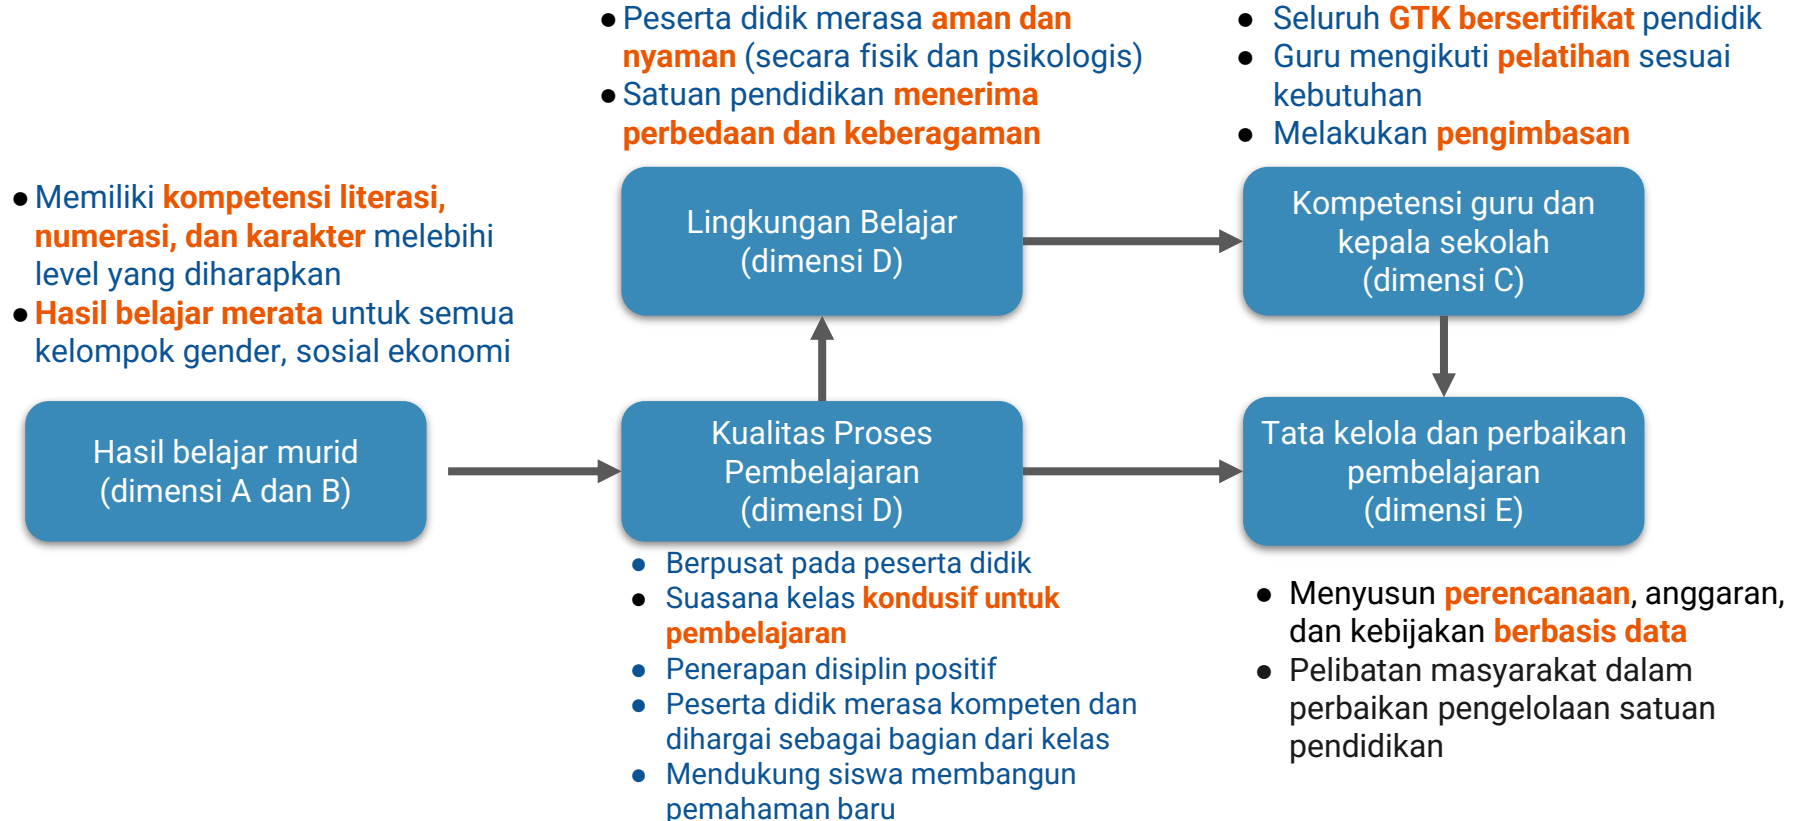 ● Peserta didik merasa aman dan
nyaman (secara fisik dan psikologis)
● Satuan pendidikan menerima
perbedaan dan keberagaman
● Seluruh GTK bersertifikat pendidik
● Guru mengikuti pelatihan sesuai
kebutuhan
● Melakukan pengimbasan
● Memiliki kompetensi literasi,
numerasi, dan karakter melebihi
level yang diharapkan
● Hasil belajar merata untuk semua
kelompok gender, sosial ekonomi
Lingkungan Belajar
(dimensi D)
Kompetensi guru dan
kepala sekolah
(dimensi C)
Hasil belajar murid
(dimensi A dan B)
Kualitas Proses
Pembelajaran
(dimensi D)
Tata kelola dan perbaikan
pembelajaran
(dimensi E)
● Berpusat pada peserta didik
● Suasana kelas kondusif untuk
pembelajaran
● Penerapan disiplin positif
● Peserta didik merasa kompeten dan
dihargai sebagai bagian dari kelas
● Mendukung siswa membangun
pemahaman baru
● Menyusun perencanaan, anggaran,
dan kebijakan berbasis data
● Pelibatan masyarakat dalam
perbaikan pengelolaan satuan
pendidikan